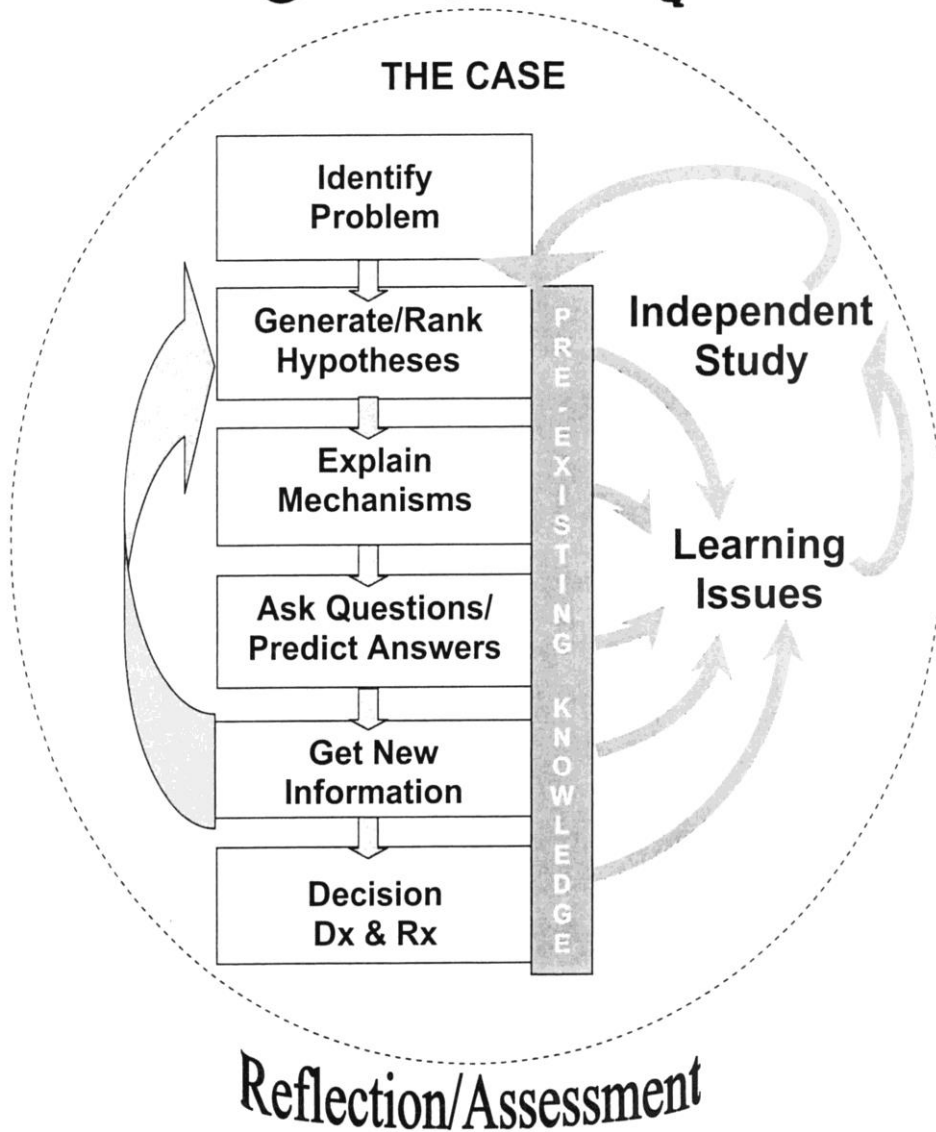 THE CASE
Identify
Problem
Generate/Rank
Hypotheses
Explain
Mechanisms
Ask Questions/
Predict Answers
Get New
Information
Decision
Dx & Rx
PRE-EXISTING KNOWLEDGE
Independent
Study
Learning
Issues
Reflection/Assessment